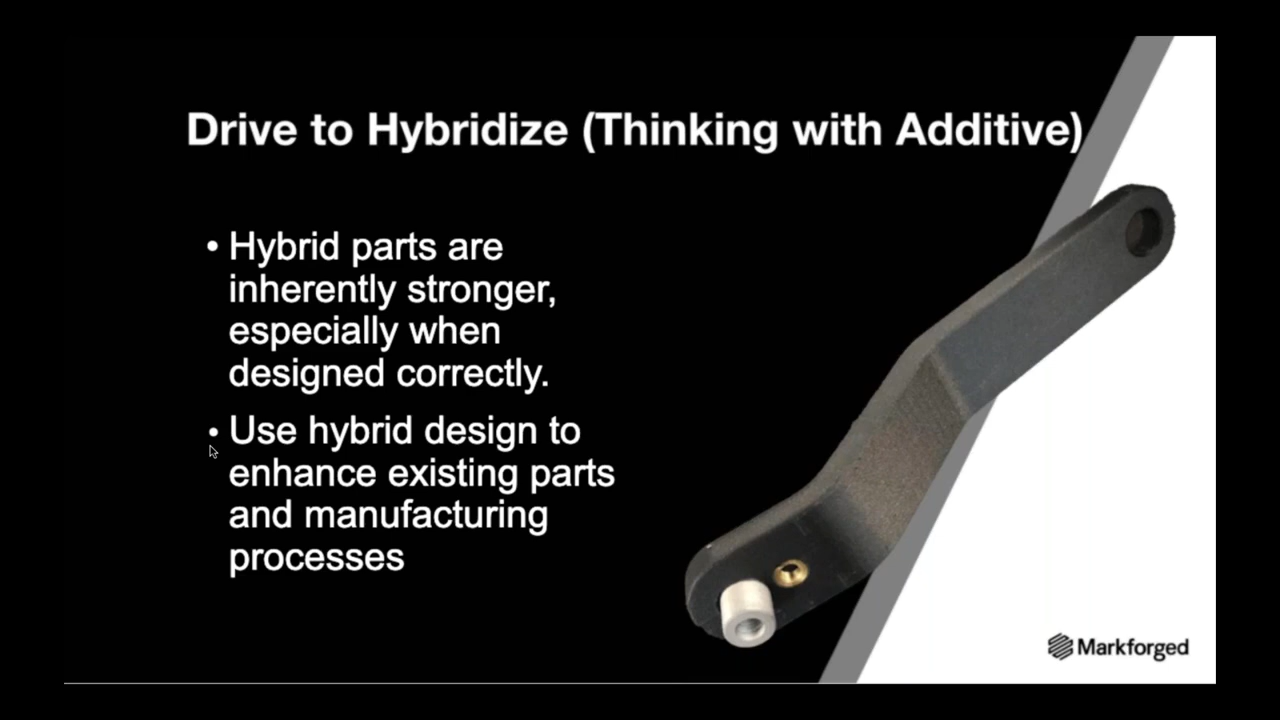 Drive to Hybridize (Thinking with Additive)
• Hybrid parts are
inherently stronger,
especially when
designed correctly.
• Use hybrid design to
enhance existing parts
and manufacturing
processes
Markforged